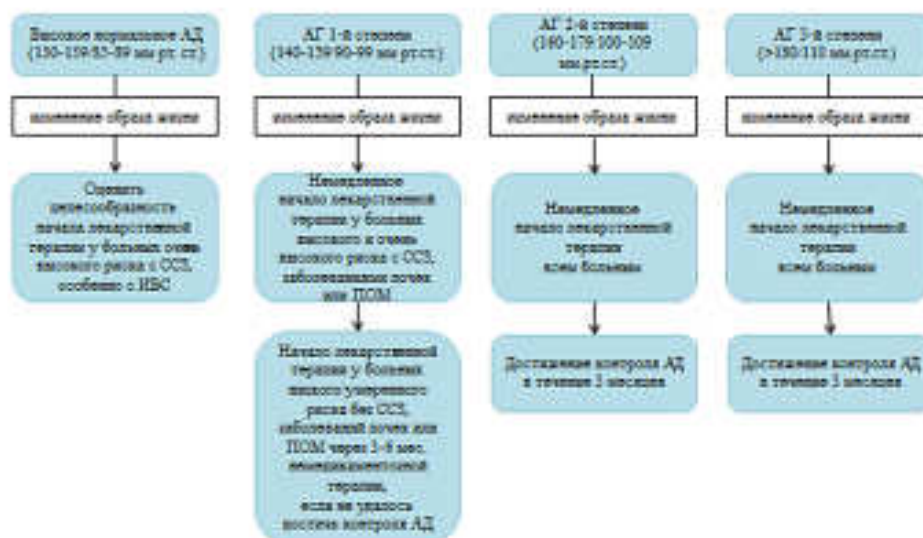 Высокое нормальное АД
(130-139/85-89 мм рт. ст.)
изменение образа жизни
Оценить
целесообразность
начала лекарственной
терапии у больных очень
высокого риска с ССЗ,
особенно с ИБС
АГ 1-й степени
(140-159/90-99 мм рт.ст.)
изменение образа жизни
Немедленное
начало лекарственной
терапии у больных
высокого и очень
высокого риска с ССЗ,
заболеваниями почек
или ПОМ
Начало лекарственной
терапии у больных
низкого/умеренного
риска без ССЗ,
заболеваний почек или
ПОМ через 3-6 мес.
немедикаментозной
терапии,
если не удалось
достичь контроля АД
АГ 2-й степени
(160-179/100-109
мм рт.ст.)
изменение образа жизни
Немедленное
начало лекарственной
терапии
всем больным
Достижение контроля АД
в течение 3 месяцев
АГ 3-й степени
(>180/110 мм рт.ст.)
изменение образа жизни
Немедленное
начало лекарственной
терапии
всем больным
Достижение контроля АД
в течение 3 месяцев